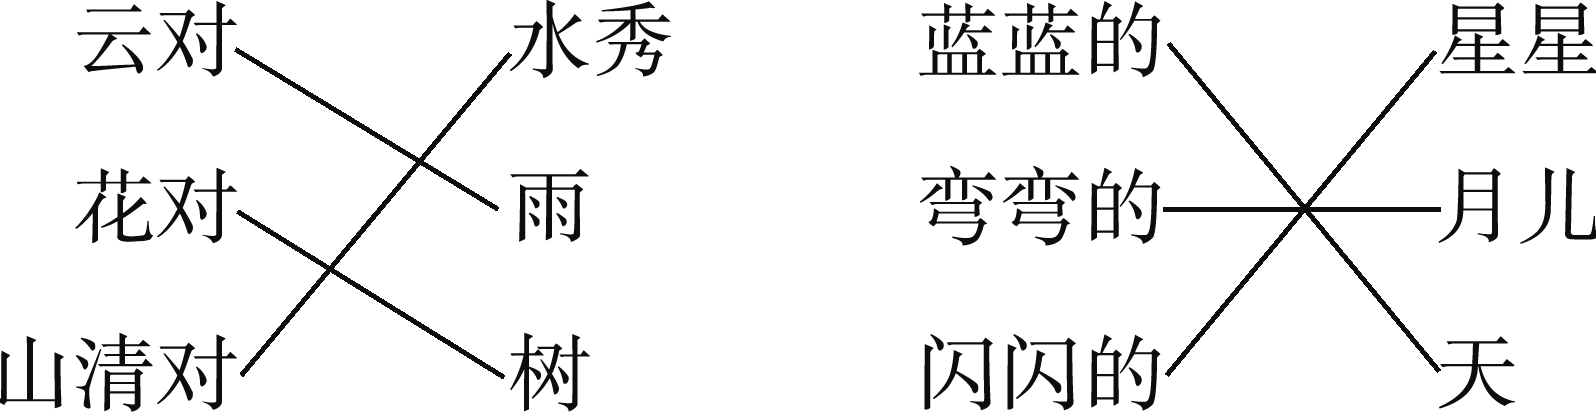 云对 水秀 蓝蓝的 星星
花对 雨 弯弯的 月儿
山清对 树 闪闪的 天